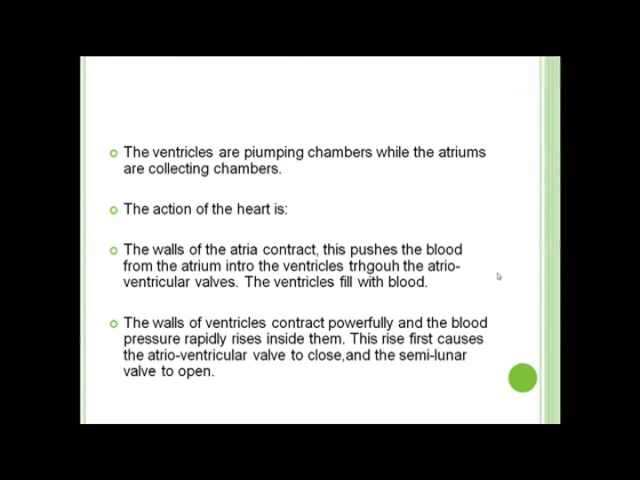 The ventricles are piumping chambers while the atriums
are collecting chambers.
The action of the heart is:
The walls of the atria contract, this pushes the blood
from the atrium intro the ventricles trhgouh the atrio-
ventricular valves. The ventricles fill with blood.
The walls of ventricles contract powerfully and the blood
pressure rapidly rises inside them. This rise first causes
the atrio-ventricular valve to close,and the semi-lunar
valve to open.